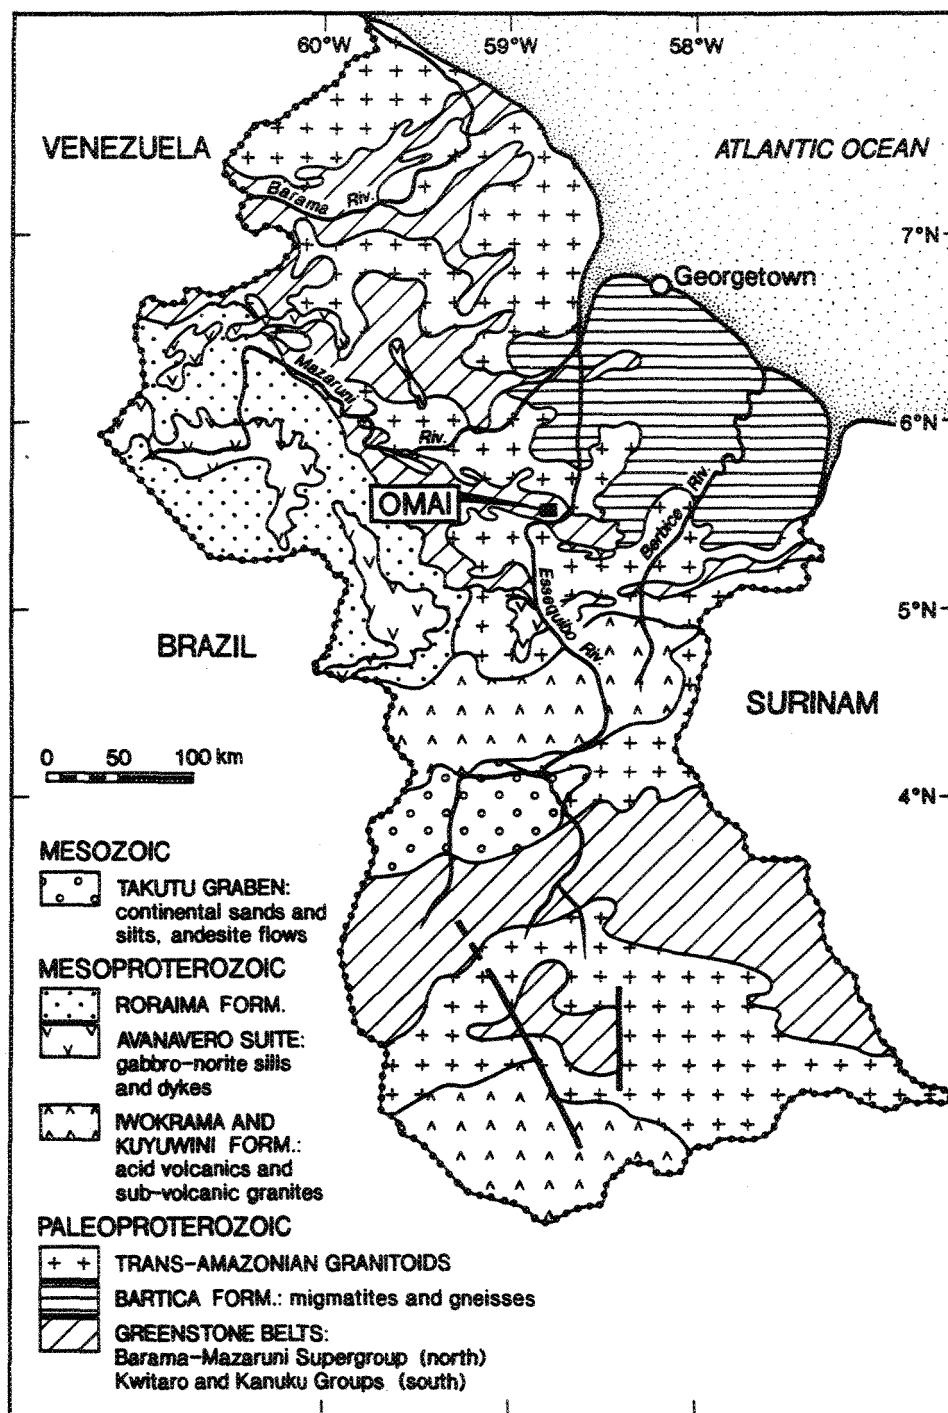 60°W 59°W 58°W
VENEZUELA
ATLANTIC OCEAN
Barama Riv.
7°N
Georgetown
Mazaruni Riv.
6°N
OMAI
Berbice Riv.
Essequibo Riv.
5°N
BRAZIL
SURINAM
0 50 100 km
4°N
MESOZOIC
TAKUTU GRABEN:
continental sands and
silts, andesite flows
MESOPROTEROZOIC
RORAIMA FORM.
AVANAVERO SUITE:
gabbro-norite sills
and dykes
IWOKRAMA AND
KUYUWINI FORM.:
acid volcanics and
sub-volcanic granites
PALEOPROTEROZOIC
TRANS-AMAZONIAN GRANITOIDS
BARTICA FORM.: migmatites and gneisses
GREENSTONE BELTS:
Barama-Mazaruni Supergroup (north)
Kwitaro and Kanuku Groups (south)